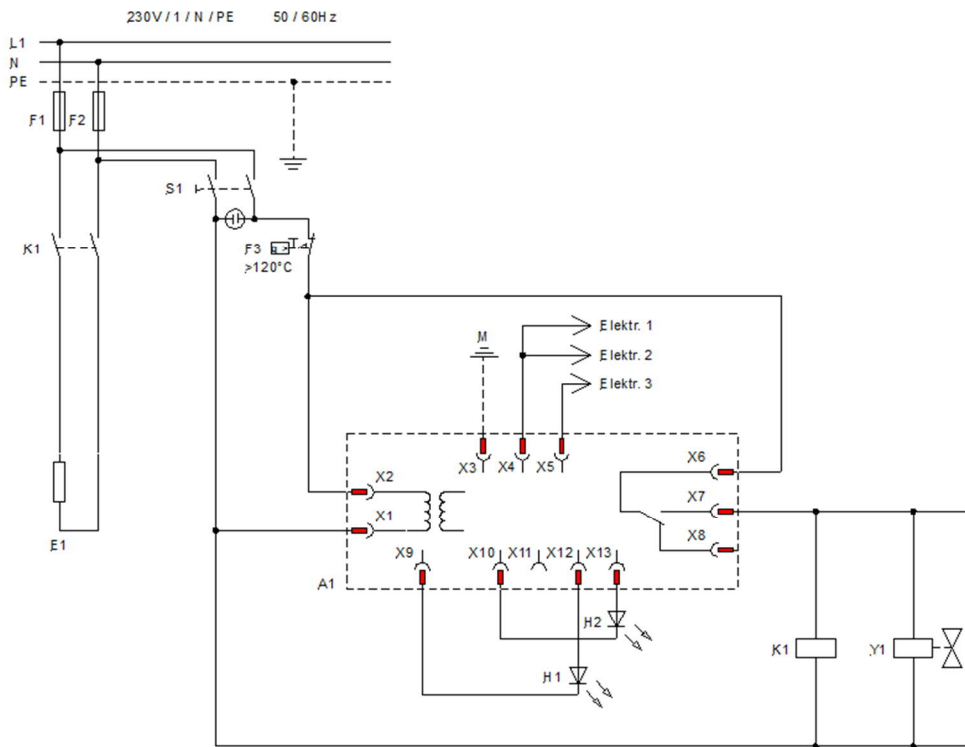 230V / 1 / N / PE 50 / 60Hz
L1
N
PE
F1
F2
S1
K1
F3
>120°C
Elektr. 1
M
Elektr. 2
Elektr. 3
X3
X4
X5
X6
X2
X7
X1
X8
E1
X9
X10
X11
X12
X13
A1
H2
K1
Y1
H1